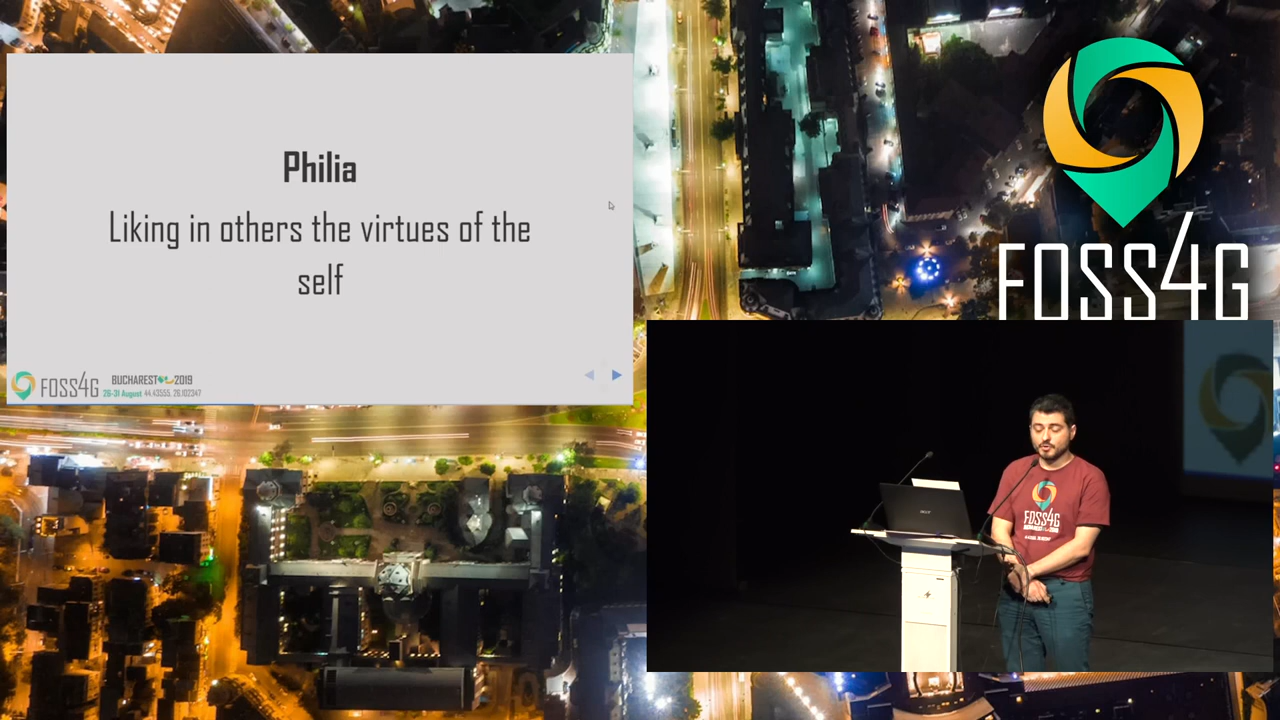 Philia
Liking in others the virtues of the
self
FOSS4G
BUCHAREST 2019
26-31 August 44.43555, 26.102347
FOSS4G
acer
FOSS4G